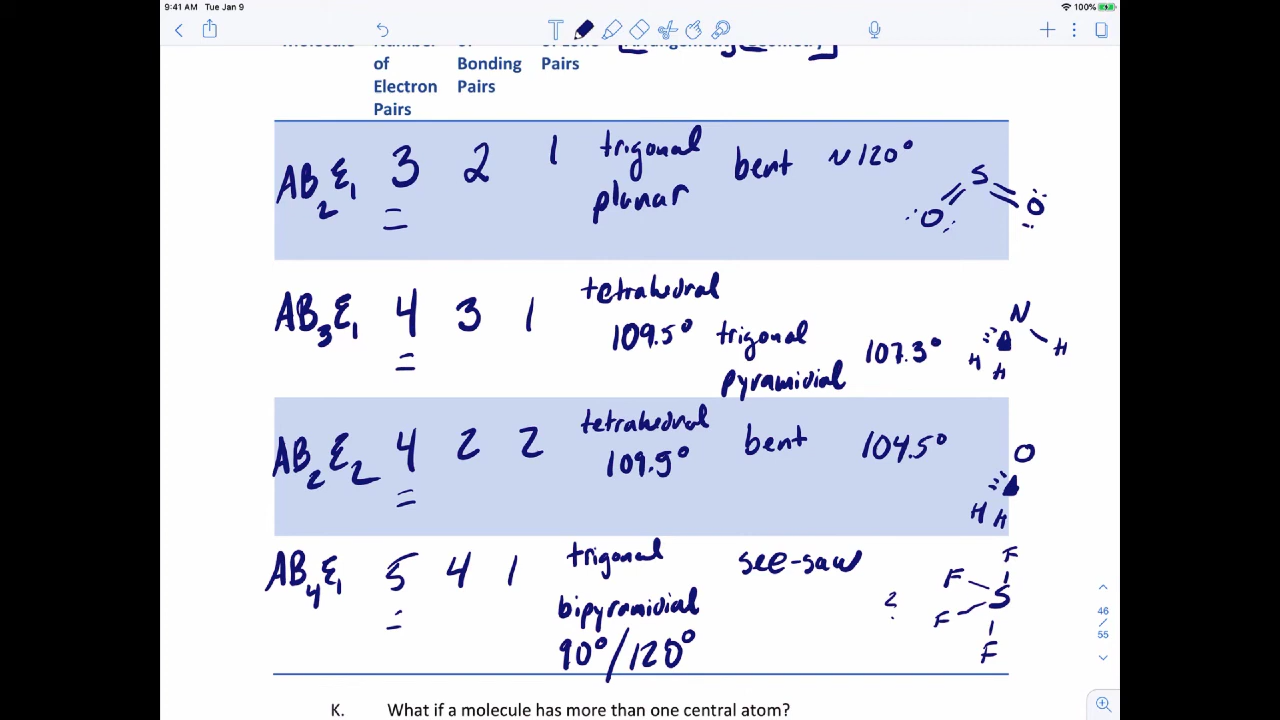 9:41 AM Tue Jan 9
100%
T
Number
of
Electron
Pairs
Bonding
Pairs
Pairs
AB2E1 3 2 1 trigonal planar bent ~120° S O O
AB3E1 4 3 1 tetrahedral 109.5° trigonal pyramidial 107.3° N H H H
AB2E2 4 2 2 tetrahedral 109.5° bent 104.5° O H H
AB4E1 5 4 1 trigonal bipyramidial 90°/120° see-saw ? F F S F F
46
/
55
K. What if a molecule has more than one central atom?